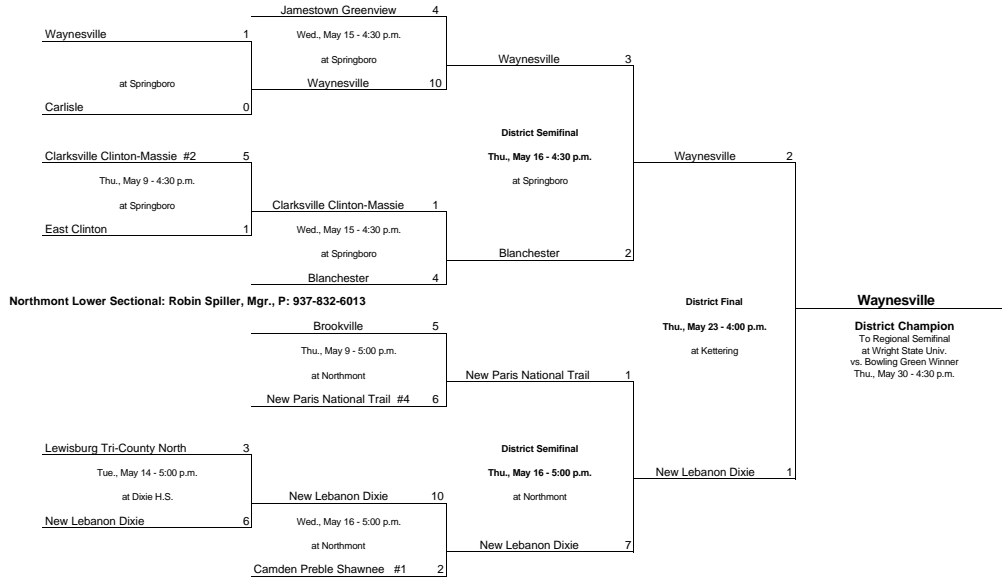 Jamestown Greenview 4
Waynesville 1
Wed., May 15 - 4:30 p.m.
at Springboro
Waynesville 3
at Springboro
Waynesville 10
Carlisle 0
District Semifinal
Clarksville Clinton-Massie #2 5
Thu., May 16 - 4:30 p.m.
Waynesville 2
Thu., May 9 - 4:30 p.m.
at Springboro
at Springboro
Clarksville Clinton-Massie 1
East Clinton 1
Wed., May 15 - 4:30 p.m.
at Springboro
Blanchester 2
Blanchester 4
Northmont Lower Sectional: Robin Spiller, Mgr., P: 937-832-6013
District Final
Waynesville
Brookville 5
Thu., May 23 - 4:00 p.m.
District Champion
To Regional Semifinal
Thu., May 9 - 5:00 p.m.
at Kettering
at Wright State Univ.
vs. Bowling Green Winner
at Northmont
New Paris National Trail 1
Thu., May 30 - 4:30 p.m.
New Paris National Trail #4 6
Lewisburg Tri-County North 3
District Semifinal
Tue., May 14 - 5:00 p.m.
Thu., May 16 - 5:00 p.m.
New Lebanon Dixie 1
at Dixie H.S.
New Lebanon Dixie 10
at Northmont
New Lebanon Dixie 6
Wed., May 16 - 5:00 p.m.
at Northmont
New Lebanon Dixie 7
Camden Preble Shawnee #1 2